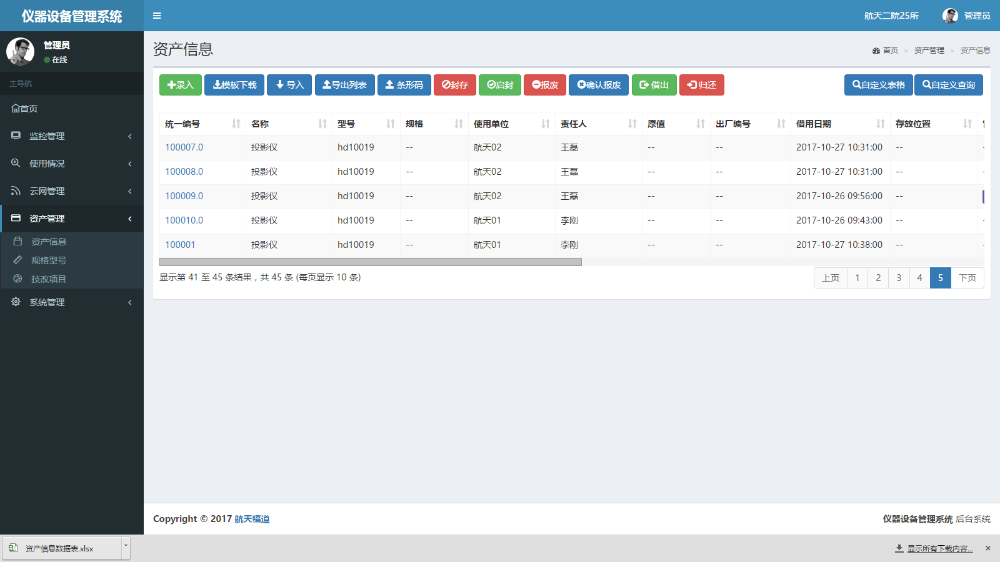 仪器设备管理系统
航天二院25所 管理员
管理员
在线
主导航
首页
监控管理
使用情况
云网管理
资产管理
资产信息
规格型号
技改项目
系统管理
资产信息
首页 > 资产管理 > 资产信息
录入 模板下载 导入 导出列表 条形码 封存 启封 报废 确认报废 借出 归还 自定义表格 自定义查询
统一编号 名称 型号 规格 使用单位 责任人 原值 出厂编号 借用日期 存放位置
100007.0 投影仪 hd10019 -- 航天02 王磊 -- -- 2017-10-27 10:31:00 --
100008.0 投影仪 hd10019 -- 航天02 王磊 -- -- 2017-10-27 10:31:00 --
100009.0 投影仪 hd10019 -- 航天02 王磊 -- -- 2017-10-26 09:56:00 --
100010.0 投影仪 hd10019 -- 航天01 李刚 -- -- 2017-10-26 09:43:00 --
100001 投影仪 hd10019 -- 航天01 李刚 -- -- 2017-10-27 10:38:00 --
显示第 41 至 45 条结果，共 45 条 (每页显示 10 条)
上页 1 2 3 4 5 下页
Copyright © 2017 航天福道
仪器设备管理系统 后台系统
资产信息数据表.xlsx
显示所有下载内容...